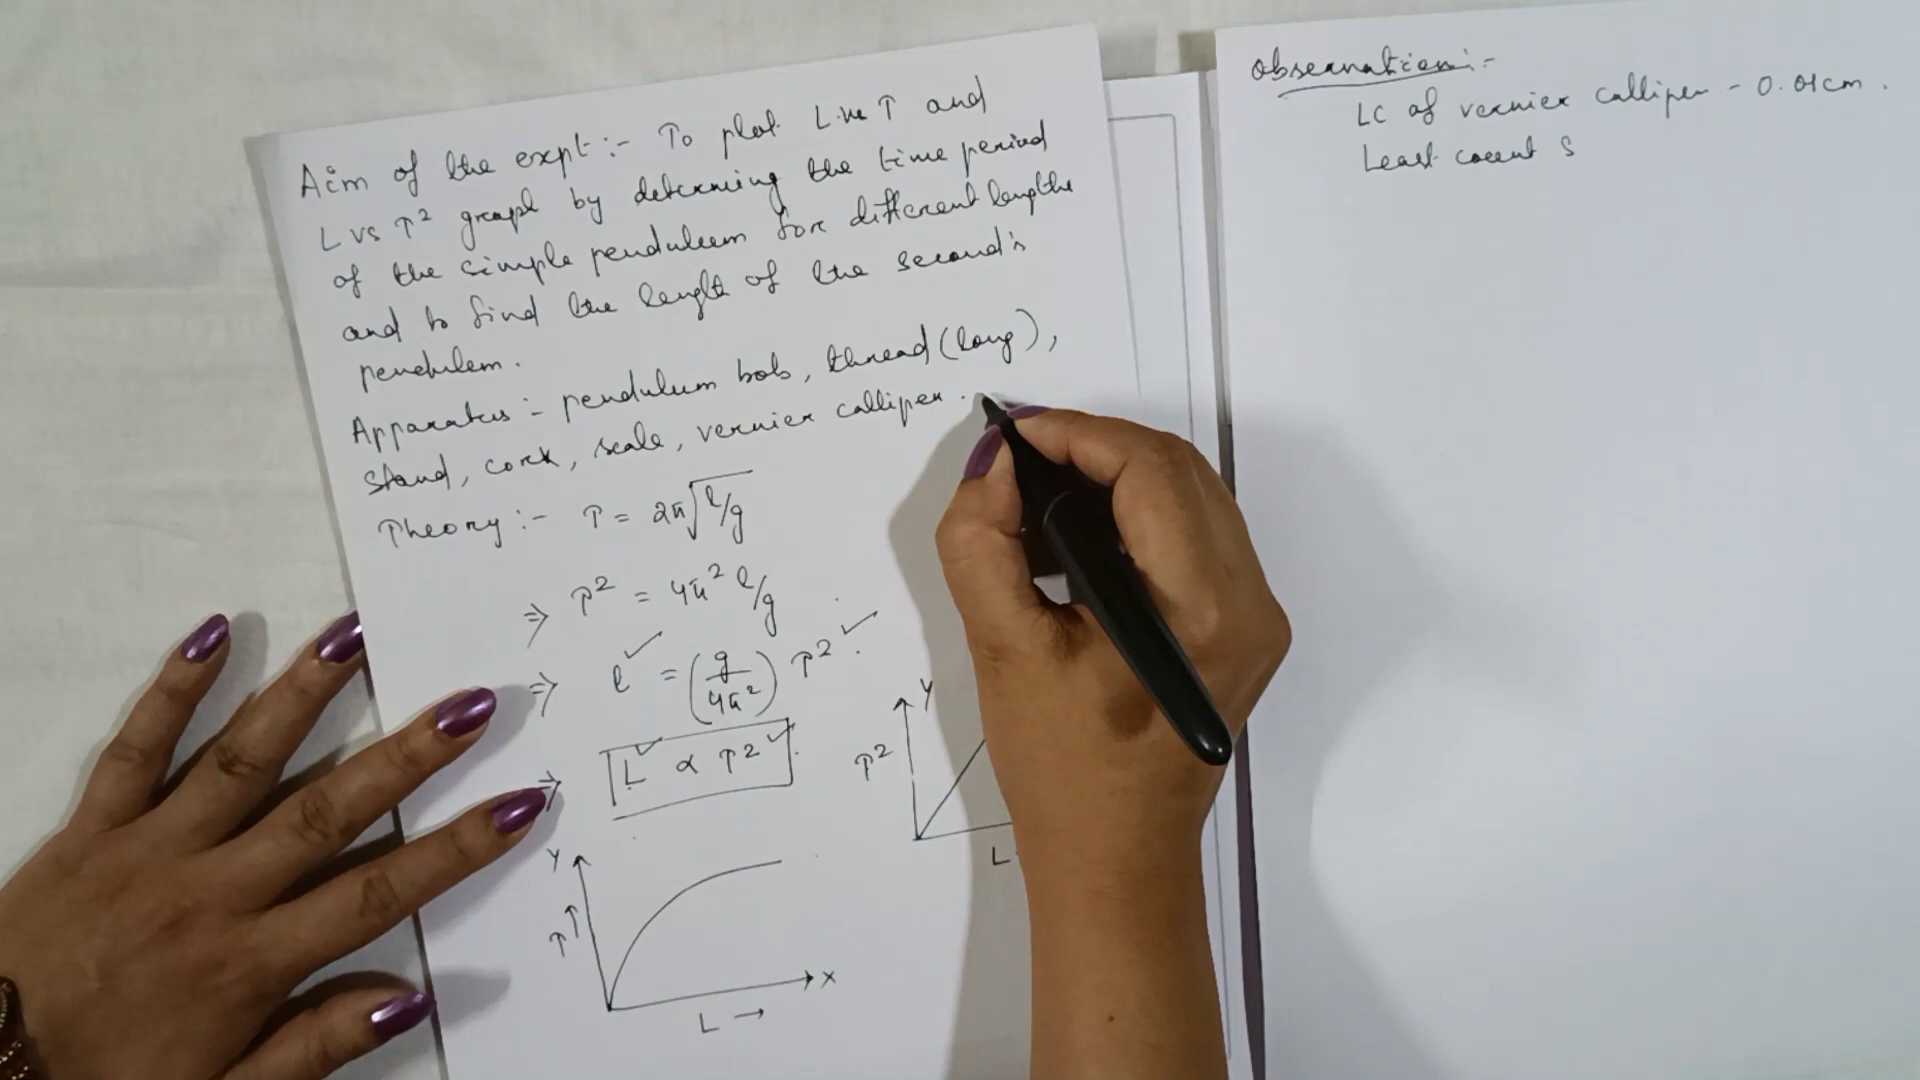 Aim of the expt :- To plot L vs T and
L vs T² graph by determing the time period
of the simple pendulum for different lengths
and to find the length of the second's
pendulem.
Apparatus :- pendulum bob, thread (long),
stand, cork, scale, vernier calliper.
Theory :- T = 2π√l/g
⇒ T² = 4π² l/g
⇒ l = (g/4π²) T².
⇒ L ∝ T²
Y
T²
L
Y
T
X
L →
Observation :-
LC of vernier calliper - 0.01cm.
Least count S